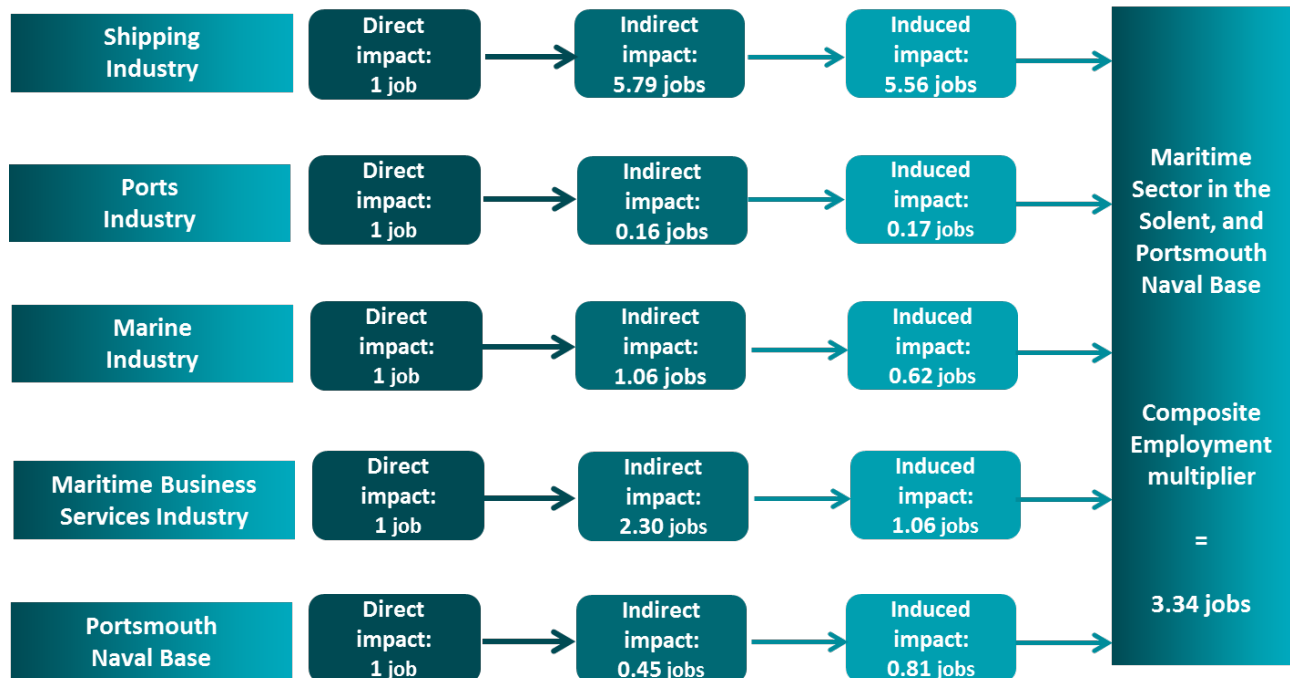 Shipping
Industry
Direct
impact:
1 job
Indirect
impact:
5.79 jobs
Induced
impact:
5.56 jobs
Ports
Industry
Direct
impact:
1 job
Indirect
impact:
0.16 jobs
Induced
impact:
0.17 jobs
Marine
Industry
Direct
impact:
1 job
Indirect
impact:
1.06 jobs
Induced
impact:
0.62 jobs
Maritime Business
Services Industry
Direct
impact:
1 job
Indirect
impact:
2.30 jobs
Induced
impact:
1.06 jobs
Portsmouth
Naval Base
Direct
impact:
1 job
Indirect
impact:
0.45 jobs
Induced
impact:
0.81 jobs
Maritime
Sector in the
Solent, and
Portsmouth
Naval Base
Composite
Employment
multiplier
=
3.34 jobs